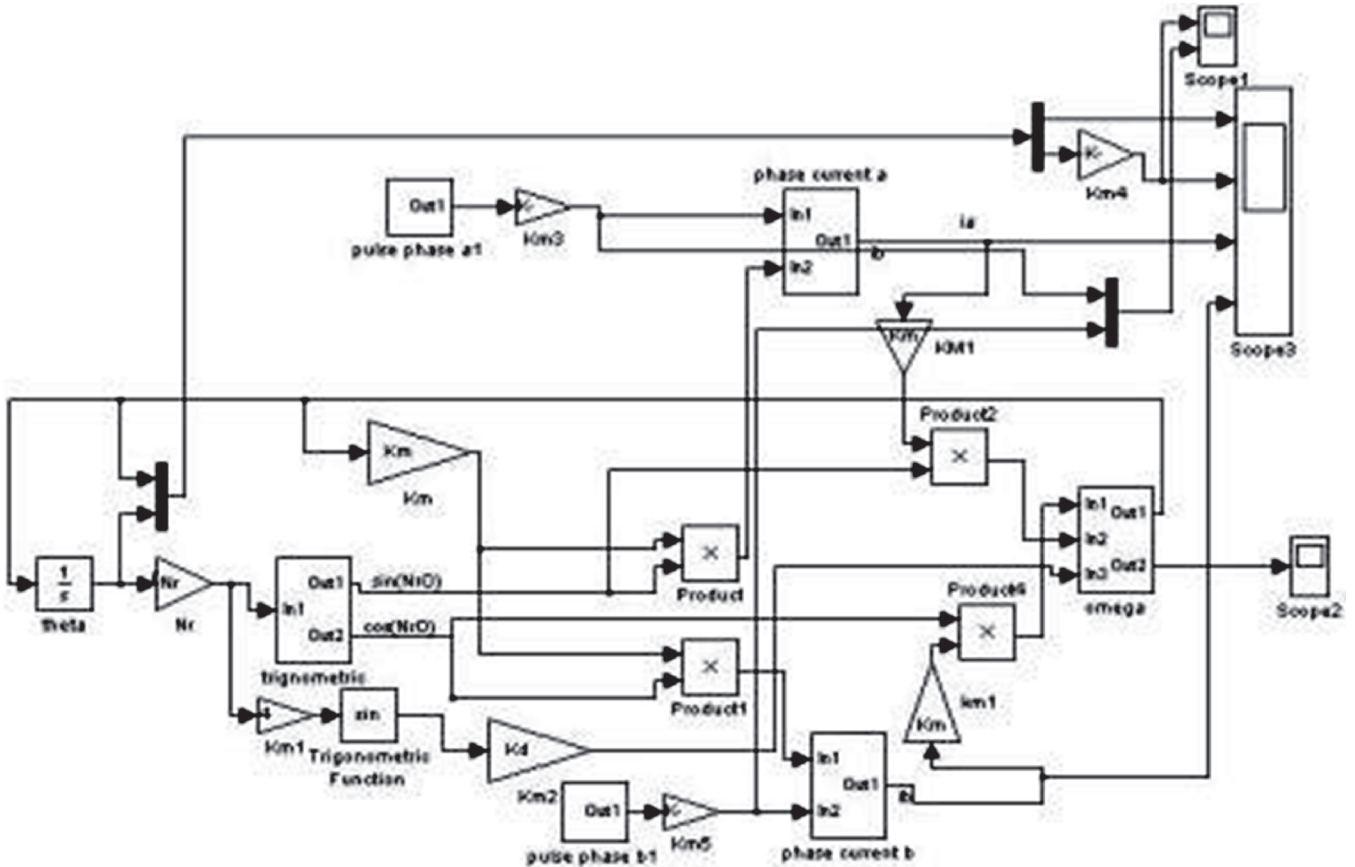 Scope1
phase current a
K-
Km4
Out1
In1
Out1
In2
Ia
Ib
pulse phase a1
Km3
Km
KM1
Scope3
Product2
Km
Km
×
In1
Out1
In2
Out2
In3
omega
Scope2
×
Product
1
s
theta
Nr
Nr
In1
Out1
Out2
trignometric
sin(NrO)
cos(NrO)
Product6
×
×
Product1
km1
Km
4
Km1
sin
Trigonometric
Function
Kd
Km2
Out1
pulse phase b1
Km5
In1
Out1
In2
phase current b